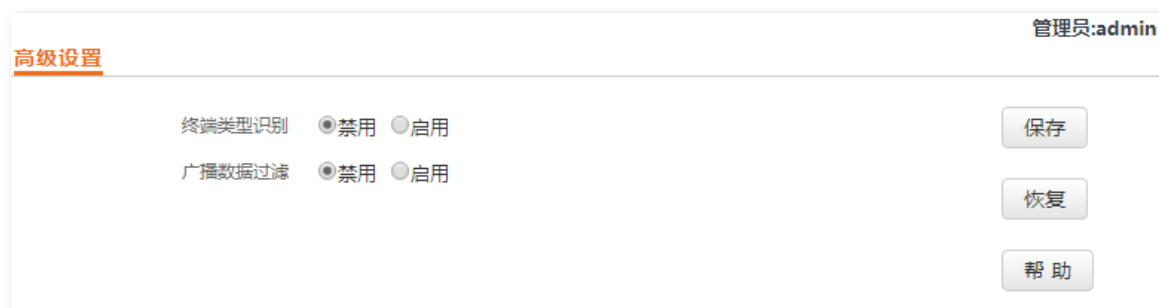 管理员:admin
高级设置
终端类型识别 禁用 启用 保存
广播数据过滤 禁用 启用
恢复
帮 助